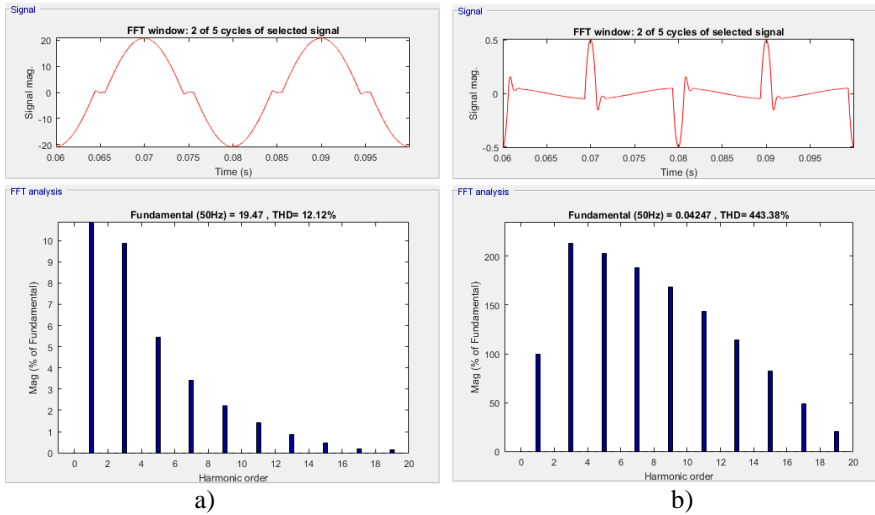 Signal
FFT window: 2 of 5 cycles of selected signal
Signal mag.
20
10
0
-10
-20
0.06 0.065 0.07 0.075 0.08 0.085 0.09 0.095
Time (s)
FFT analysis
Fundamental (50Hz) = 19.47 , THD= 12.12%
Mag (% of Fundamental)
10
9
8
7
6
5
4
3
2
1
0
0 2 4 6 8 10 12 14 16 18 20
Harmonic order
a)
Signal
FFT window: 2 of 5 cycles of selected signal
Signal mag.
0.5
0
-0.5
0.06 0.065 0.07 0.075 0.08 0.085 0.09 0.095
Time (s)
FFT analysis
Fundamental (50Hz) = 0.04247 , THD= 443.38%
Mag (% of Fundamental)
200
150
100
50
0
0 2 4 6 8 10 12 14 16 18 20
Harmonic order
b)